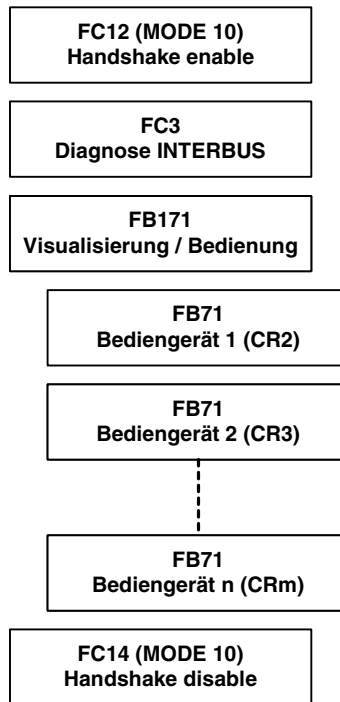 FC12 (MODE 10)
Handshake enable
FC3
Diagnose INTERBUS
FB171
Visualisierung / Bedienung
FB71
Bediengerät 1 (CR2)
FB71
Bediengerät 2 (CR3)
FB71
Bediengerät n (CRm)
FC14 (MODE 10)
Handshake disable